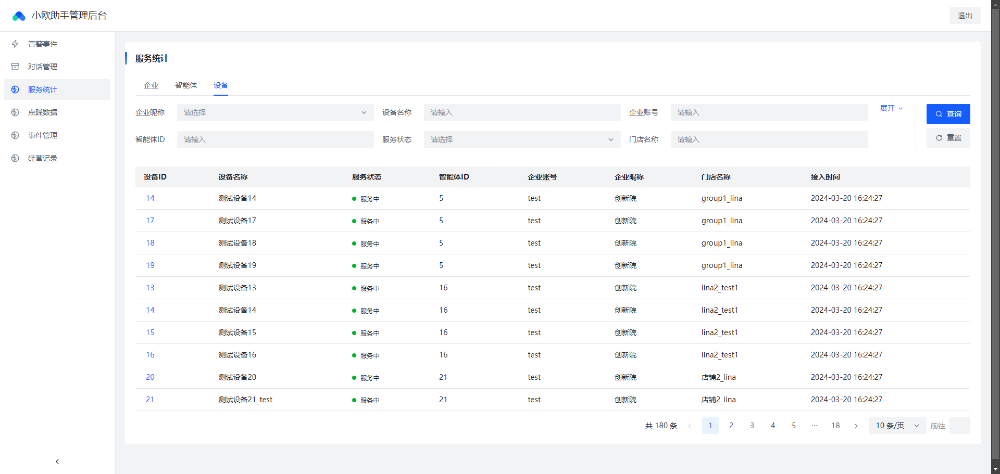 小欧助手管理后台
退出
告警事件
对话管理
服务统计
点踩数据
事件管理
经营记录
服务统计
企业 智能体 设备
企业昵称 请选择 设备名称 请输入 企业账号 请输入 展开 查询
智能体ID 请输入 服务状态 请选择 门店名称 请输入 重置
设备ID 设备名称 服务状态 智能体ID 企业账号 企业昵称 门店名称 接入时间
14 测试设备14 服务中 5 test 创新院 group1_lina 2024-03-20 16:24:27
17 测试设备17 服务中 5 test 创新院 group1_lina 2024-03-20 16:24:27
18 测试设备18 服务中 5 test 创新院 group1_lina 2024-03-20 16:24:27
19 测试设备19 服务中 5 test 创新院 group1_lina 2024-03-20 16:24:27
13 测试设备13 服务中 16 test 创新院 lina2_test1 2024-03-20 16:24:27
14 测试设备14 服务中 16 test 创新院 lina2_test1 2024-03-20 16:24:27
15 测试设备15 服务中 16 test 创新院 lina2_test1 2024-03-20 16:24:27
16 测试设备16 服务中 16 test 创新院 lina2_test1 2024-03-20 16:24:27
20 测试设备20 服务中 21 test 创新院 店铺2_lina 2024-03-20 16:24:27
21 测试设备21_test 服务中 21 test 创新院 店铺2_lina 2024-03-20 16:24:27
共 180 条 1 2 3 4 5 ··· 18 10 条/页 前往